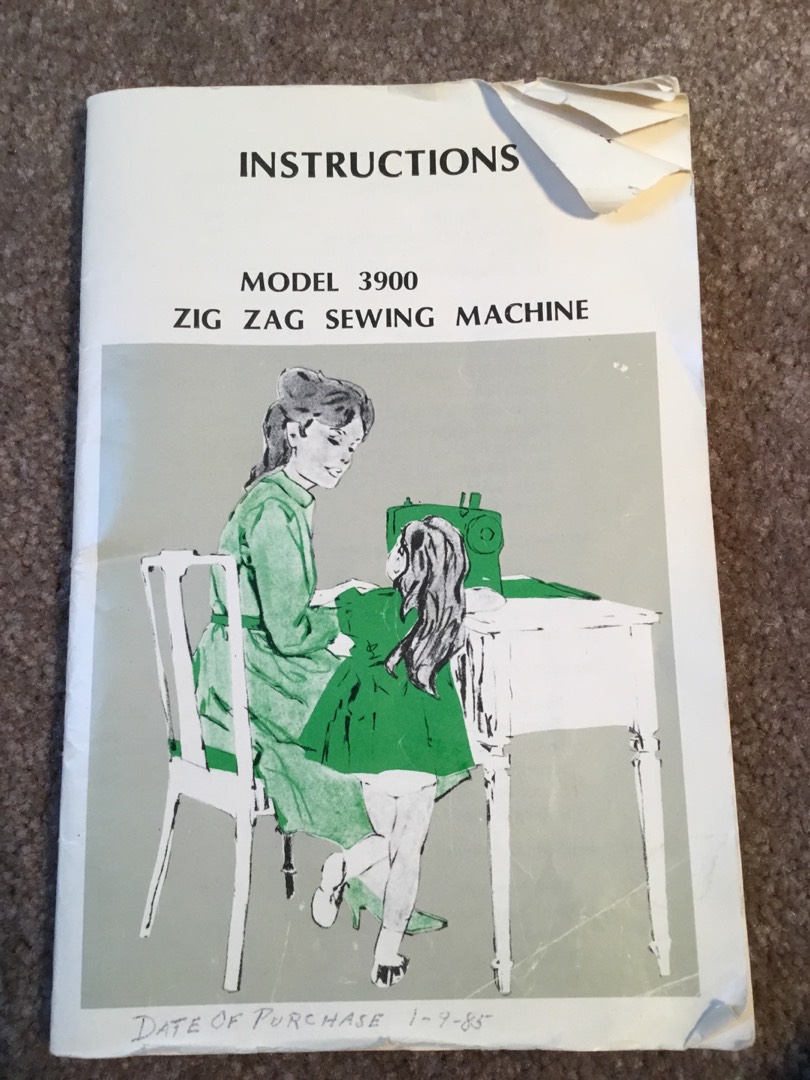 INSTRUCTIONS
MODEL 3900
ZIG ZAG SEWING MACHINE
DATE OF PURCHASE 1-9-85